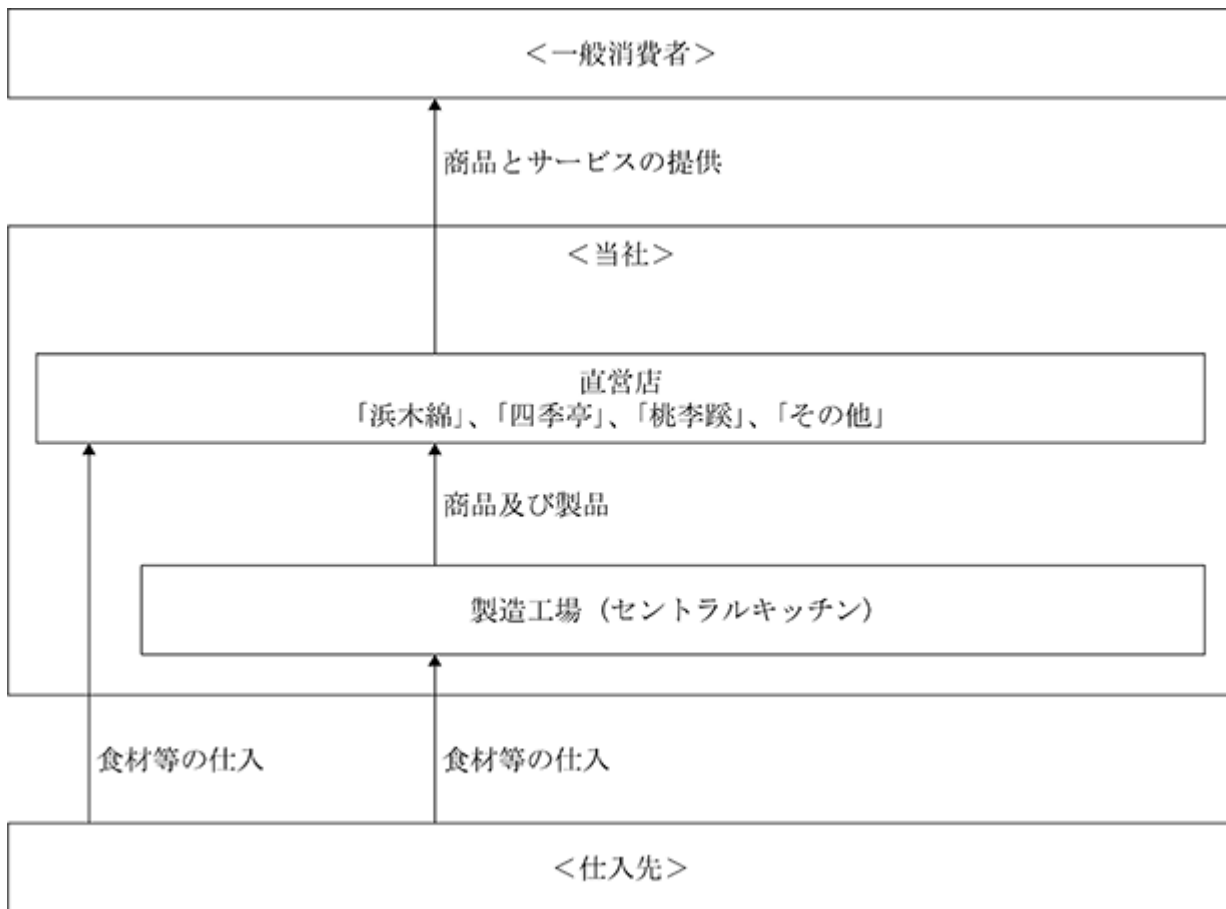 ＜一般消費者＞
商品とサービスの提供
＜当社＞
直営店
「浜木綿」、「四季亭」、「桃李蹊」、「その他」
商品及び製品
製造工場（セントラルキッチン）
食材等の仕入
食材等の仕入
＜仕入先＞